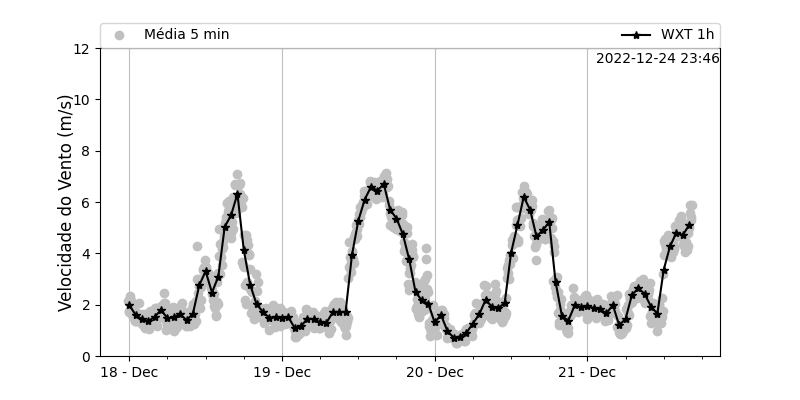 Média 5 min
WXT 1h
2022-12-24 23:46
Velocidade do Vento (m/s)
12
10
8
6
4
2
0
18 - Dec
19 - Dec
20 - Dec
21 - Dec